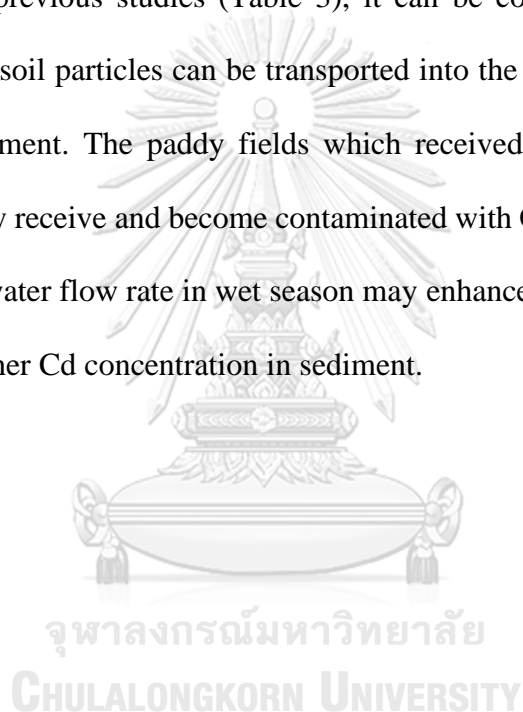 previous studies (Table 3), it can be co
soil particles can be transported into the
ment. The paddy fields which received
y receive and become contaminated with
vater flow rate in wet season may enhance
her Cd concentration in sediment.
จุฬาลงกรณ์มหาวิทยาลัย
CHULALONGKORN UNIVERSITY